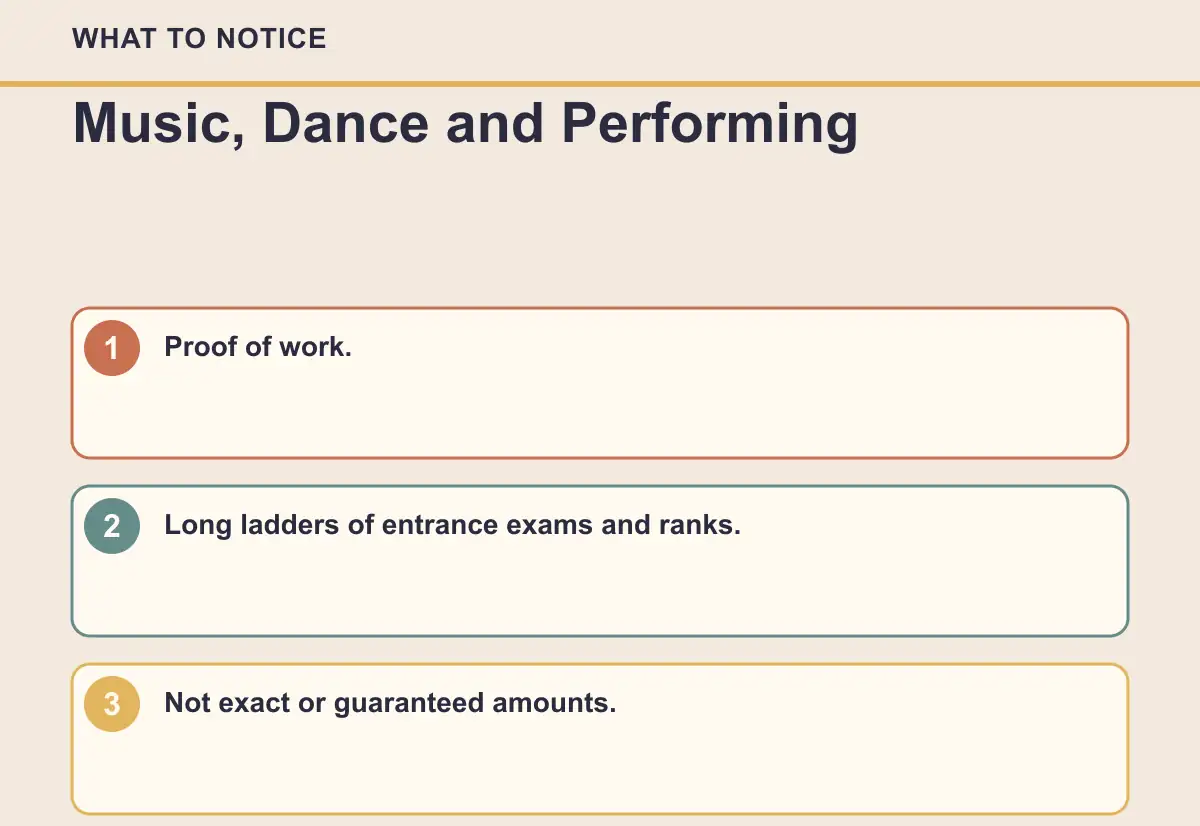 WHAT TO NOTICE
Music, Dance and Performing
1 Proof of work.
2 Long ladders of entrance exams and ranks.
3 Not exact or guaranteed amounts.